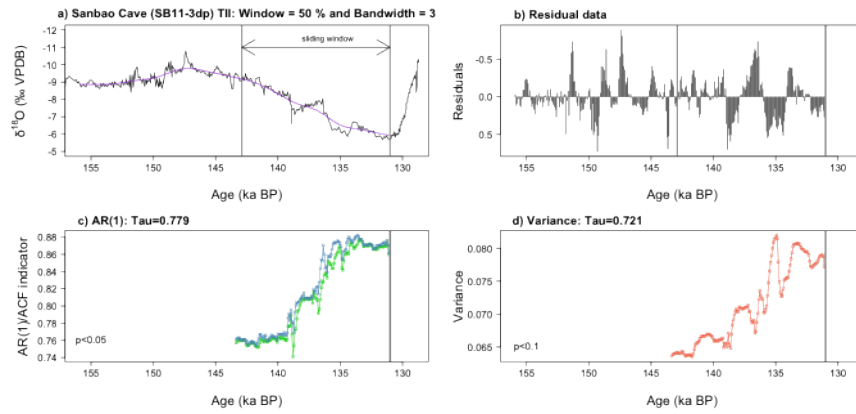 a) Sanbao Cave (SB11-3dp) TII: Window = 50 % and Bandwidth = 3
-12
-11
-10
-9
-8
-7
-6
-5
δ18O (‰ VPDB)
sliding window
155 150 145 140 135 130
Age (ka BP)
b) Residual data
-0.5
0.0
0.5
Residuals
155 150 145 140 135 130
Age (ka BP)
c) AR(1): Tau=0.779
0.88
0.86
0.84
0.82
0.80
0.78
0.76
0.74
AR(1)/ACF indicator
p<0.05
155 150 145 140 135 130
Age (ka BP)
d) Variance: Tau=0.721
0.080
0.075
0.070
0.065
Variance
p<0.1
155 150 145 140 135 130
Age (ka BP)